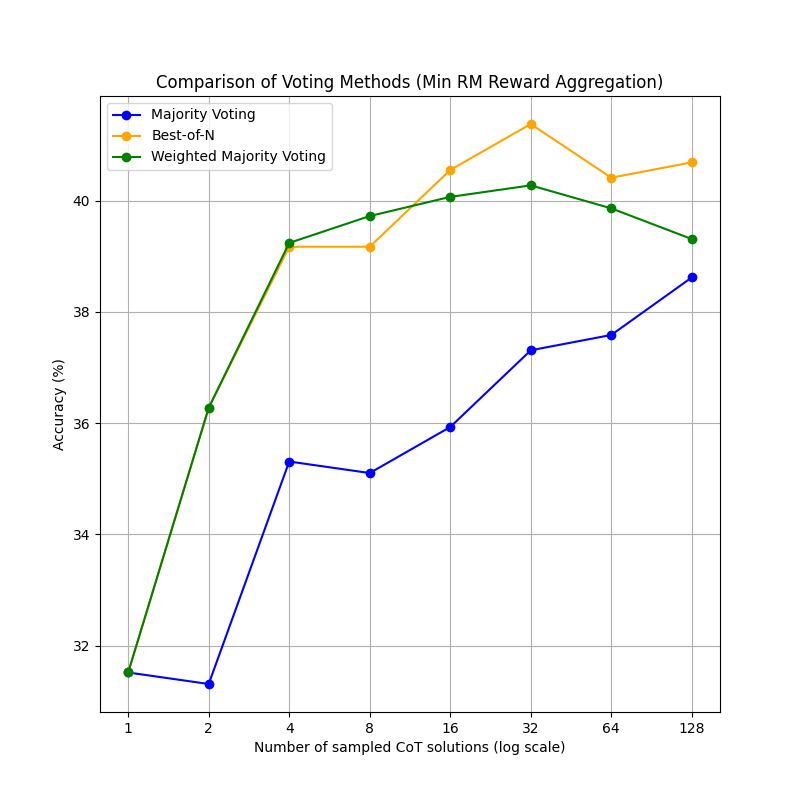 Comparison of Voting Methods (Min RM Reward Aggregation)
Majority Voting
Best-of-N
Weighted Majority Voting
Accuracy (%)
40
38
36
34
32
1 2 4 8 16 32 64 128
Number of sampled CoT solutions (log scale)